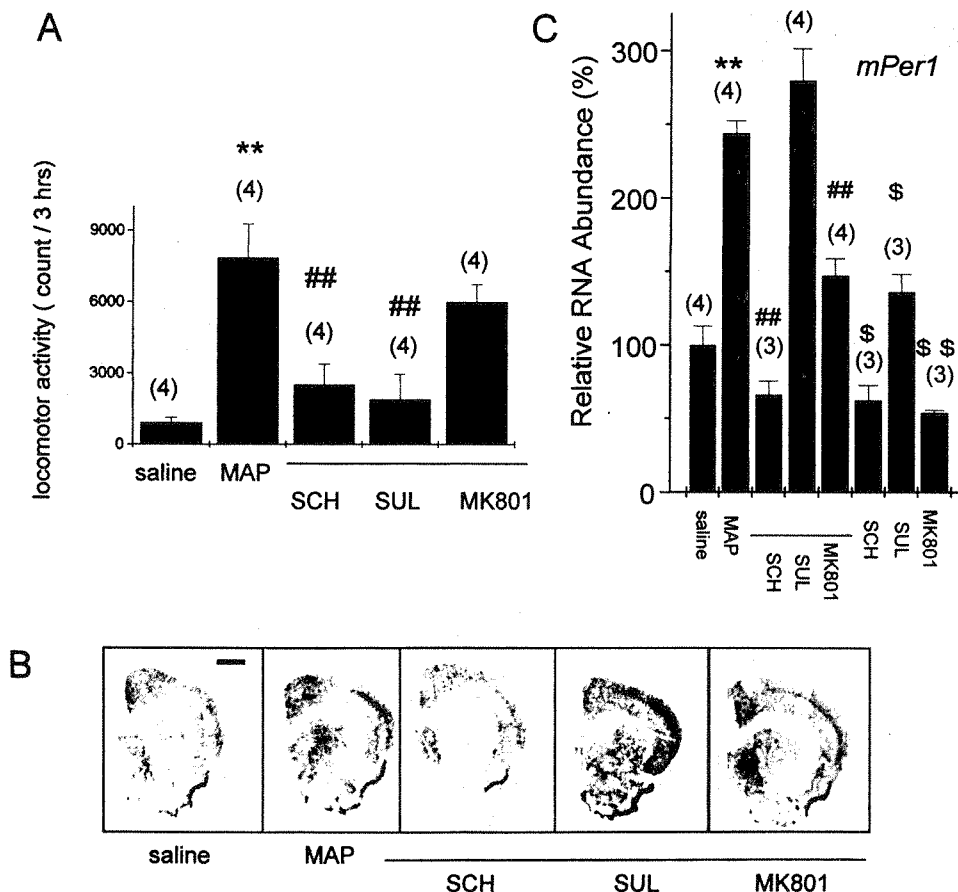 A
locomotor activity ( count / 3 hrs)
9000
6000
3000
0
(4)
**
(4)
##
(4)
##
(4)
(4)
saline
MAP
SCH
SUL
MK801
C
Relative RNA Abundance (%)
mPer1
300
200
100
0
(4)
**
(4)
##
(3)
(4)
##
(4)
$
(3)
$
(3)
$ $
(3)
saline
MAP
SCH
SUL
MK801
SCH
SUL
MK801
B
saline
MAP
SCH
SUL
MK801